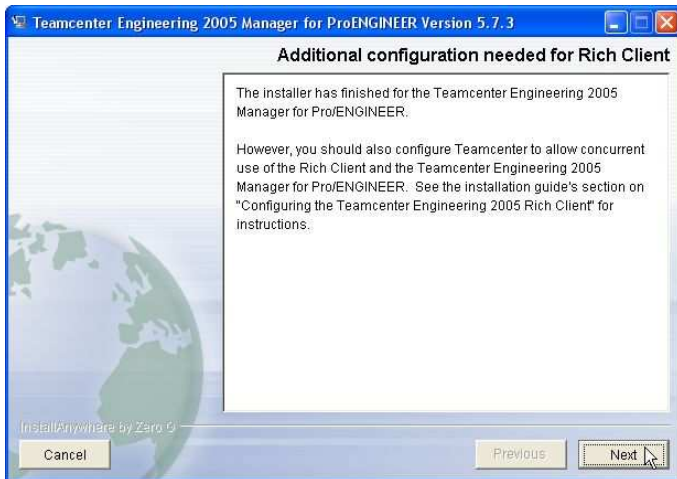 Teamcenter Engineering 2005 Manager for ProENGINEER Version 5.7.3
Additional configuration needed for Rich Client
The installer has finished for the Teamcenter Engineering 2005
Manager for Pro/ENGINEER.
However, you should also configure Teamcenter to allow concurrent
use of the Rich Client and the Teamcenter Engineering 2005
Manager for Pro/ENGINEER. See the installation guide's section on
"Configuring the Teamcenter Engineering 2005 Rich Client" for
instructions.
InstallAnywhere by Zero G
Cancel
Previous
Next